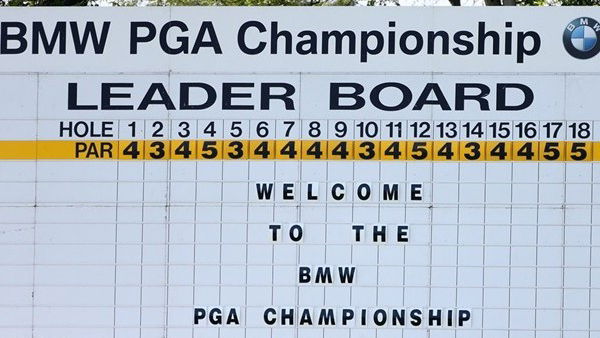 BMW PGA Championship BMW
LEADER BOARD
HOLE 1 2 3 4 5 6 7 8 9 10 11 12 13 14 15 16 17 18
PAR 4 3 4 5 3 4 4 4 4 3 4 5 4 3 4 4 5 5
WELCOME
TO THE
BMW
PGA CHAMPIONSHIP